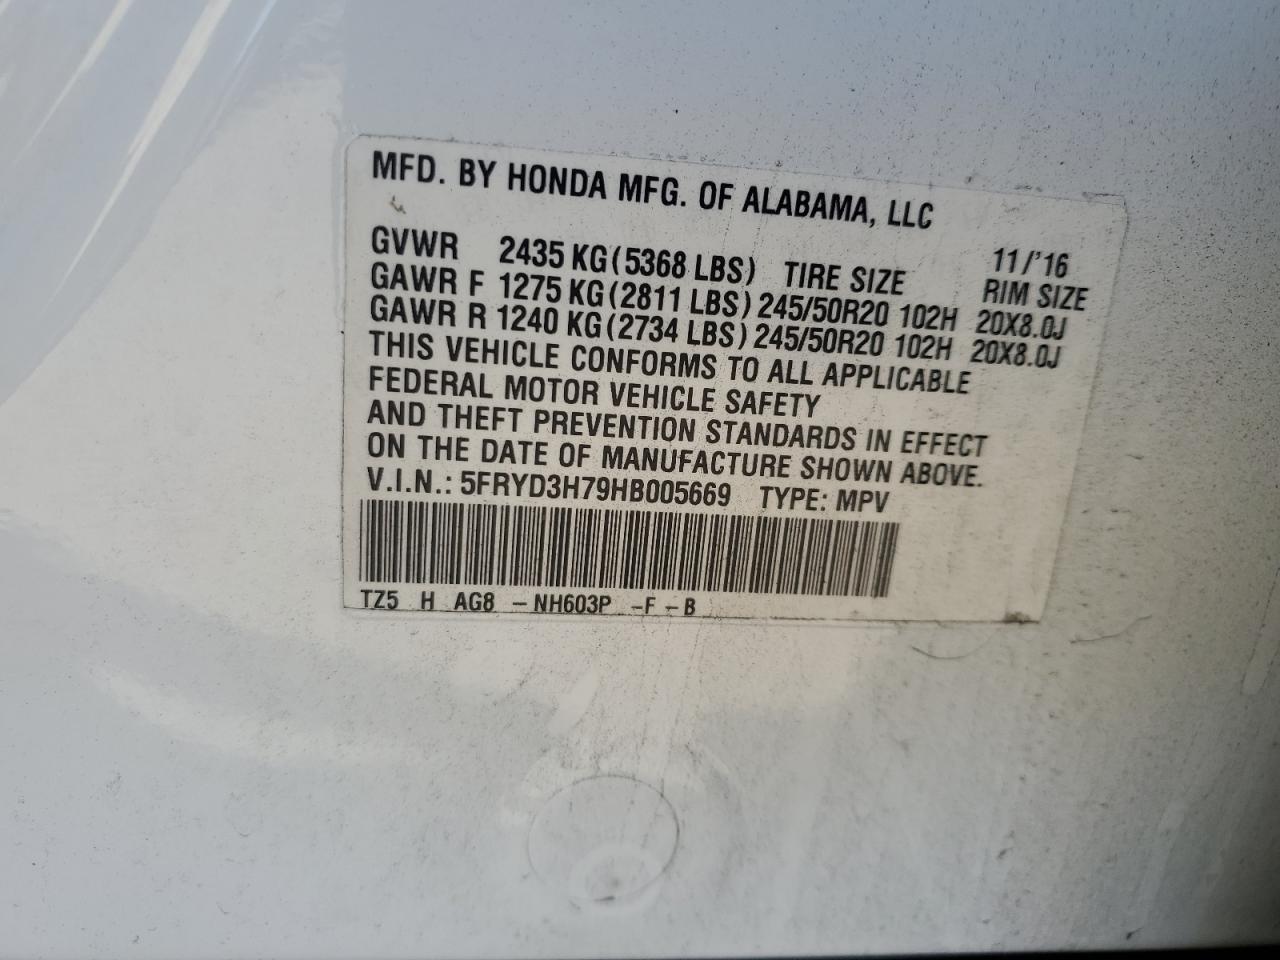 MFD. BY HONDA MFG. OF ALABAMA, LLC
11/'16
GVWR 2435 KG(5368 LBS) TIRE SIZE RIM SIZE
GAWR F 1275 KG(2811 LBS) 245/50R20 102H 20X8.0J
GAWR R 1240 KG(2734 LBS) 245/50R20 102H 20X8.0J
THIS VEHICLE CONFORMS TO ALL APPLICABLE
FEDERAL MOTOR VEHICLE SAFETY
AND THEFT PREVENTION STANDARDS IN EFFECT
ON THE DATE OF MANUFACTURE SHOWN ABOVE.
V.I.N.: 5FRYD3H79HB005669 TYPE: MPV
TZ5 H AG8 -NH603P -F-B